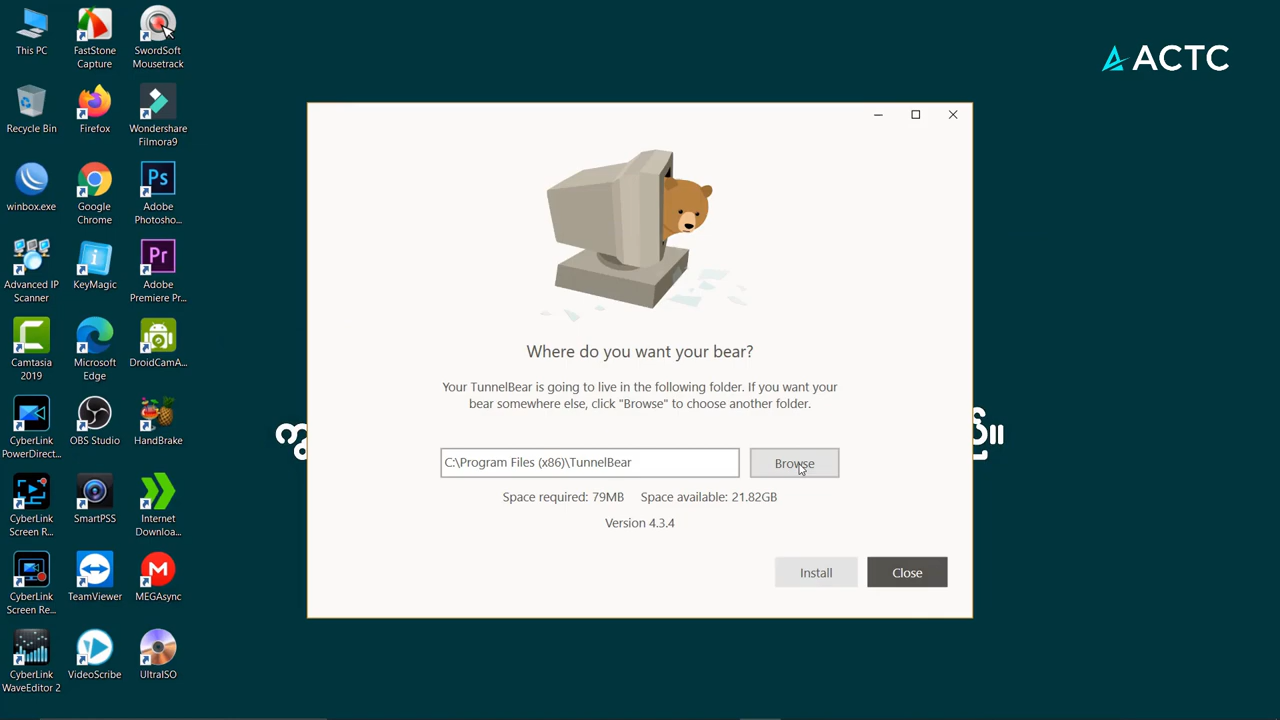 This PC
FastStone Capture
SwordSoft Mousetrack
ACTC
Recycle Bin
Firefox
Wondershare Filmora9
winbox.exe
Google Chrome
Adobe Photosho...
Advanced IP Scanner
KeyMagic
Adobe Premiere Pr...
Camtasia 2019
Microsoft Edge
DroidCamA...
CyberLink PowerDirect...
OBS Studio
HandBrake
CyberLink Screen R...
SmartPSS
Internet Downloa...
CyberLink Screen Re...
TeamViewer
MEGAsync
CyberLink WaveEditor 2
VideoScribe
UltraISO
Where do you want your bear?
Your TunnelBear is going to live in the following folder. If you want your
bear somewhere else, click "Browse" to choose another folder.
C:\Program Files (x86)\TunnelBear
Browse
Space required: 79MB Space available: 21.82GB
Version 4.3.4
Install Close